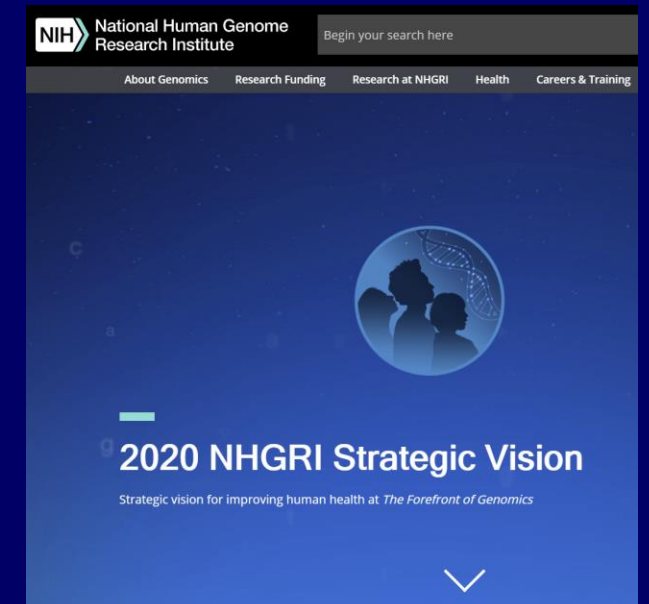 NIH
National Human Genome
Research Institute
Begin your search here
About Genomics Research Funding Research at NHGRI Health Careers & Training
ç
a
g
2020 NHGRI Strategic Vision
Strategic vision for improving human health at The Forefront of Genomics